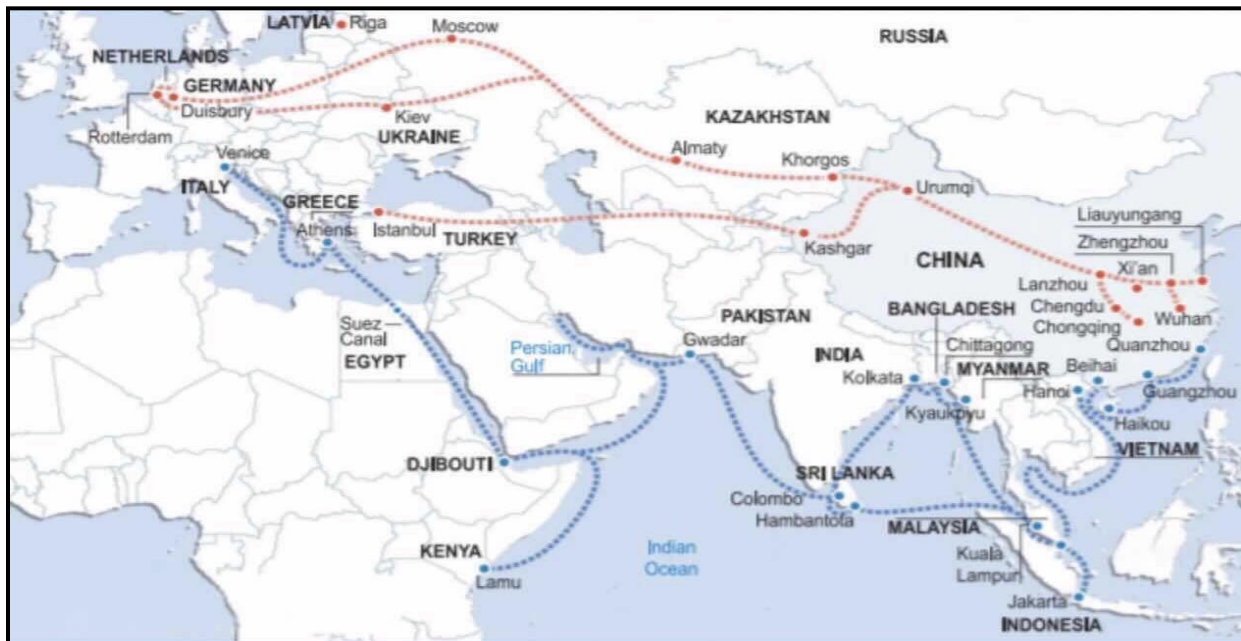 LATVIA
Riga
Moscow
RUSSIA
NETHERLANDS
GERMANY
Duisbury
Rotterdam
Kiev
UKRAINE
KAZAKHSTAN
Almaty
Khorgos
Urumqi
Venice
ITALY
GREECE
Athens
Istanbul
TURKEY
Kashgar
CHINA
Liauyungang
Zhengzhou
Xi'an
Lanzhou
Chengdu
Chongqing
Wuhan
Quanzhou
Suez
Canal
EGYPT
Persian
Gulf
PAKISTAN
Gwadar
INDIA
Kolkata
BANGLADESH
Chittagong
MYANMAR
Kyaukpyu
Beihai
Hanoi
Guangzhou
Haikou
VIETNAM
DJIBOUTI
SRI LANKA
Colombo
Hambantota
MALAYSIA
Kuala
Lampur
KENYA
Lamu
Indian
Ocean
Jakarta
INDONESIA